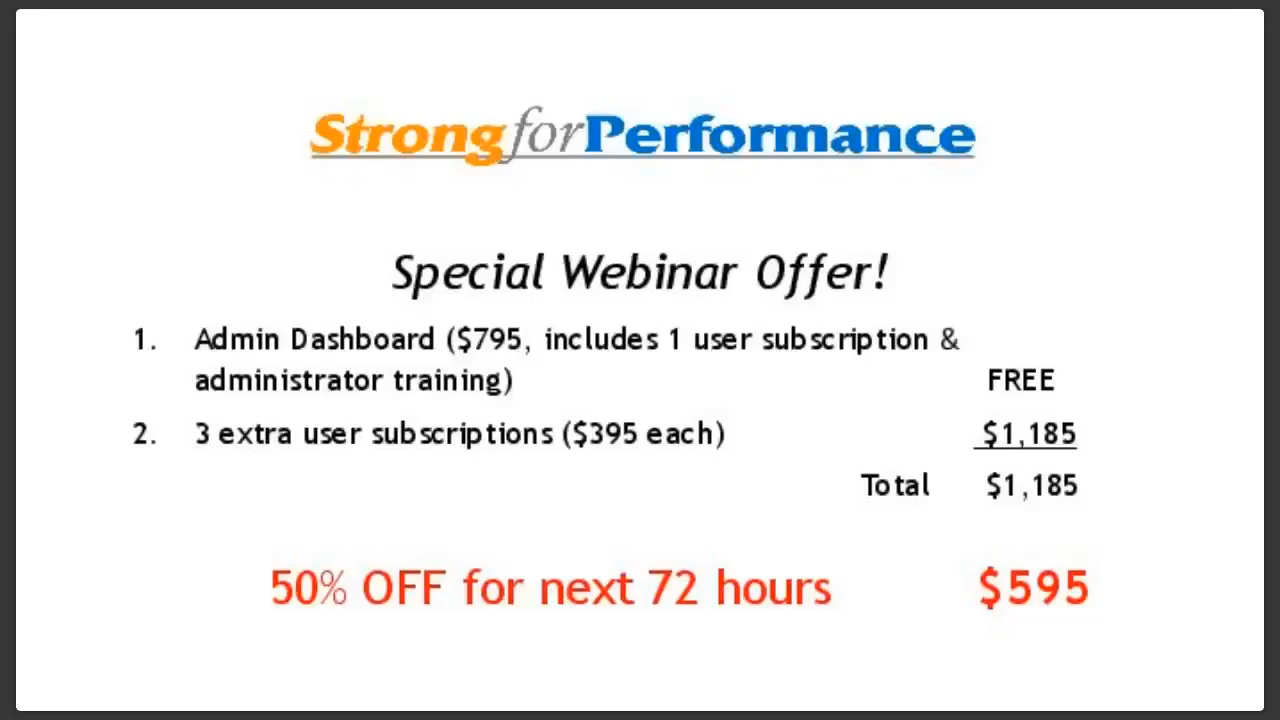 StrongforPerformance
Special Webinar Offer!
1. Admin Dashboard ($795, includes 1 user subscription &
administrator training) FREE
2. 3 extra user subscriptions ($395 each) $1,185
Total $1,185
50% OFF for next 72 hours $595